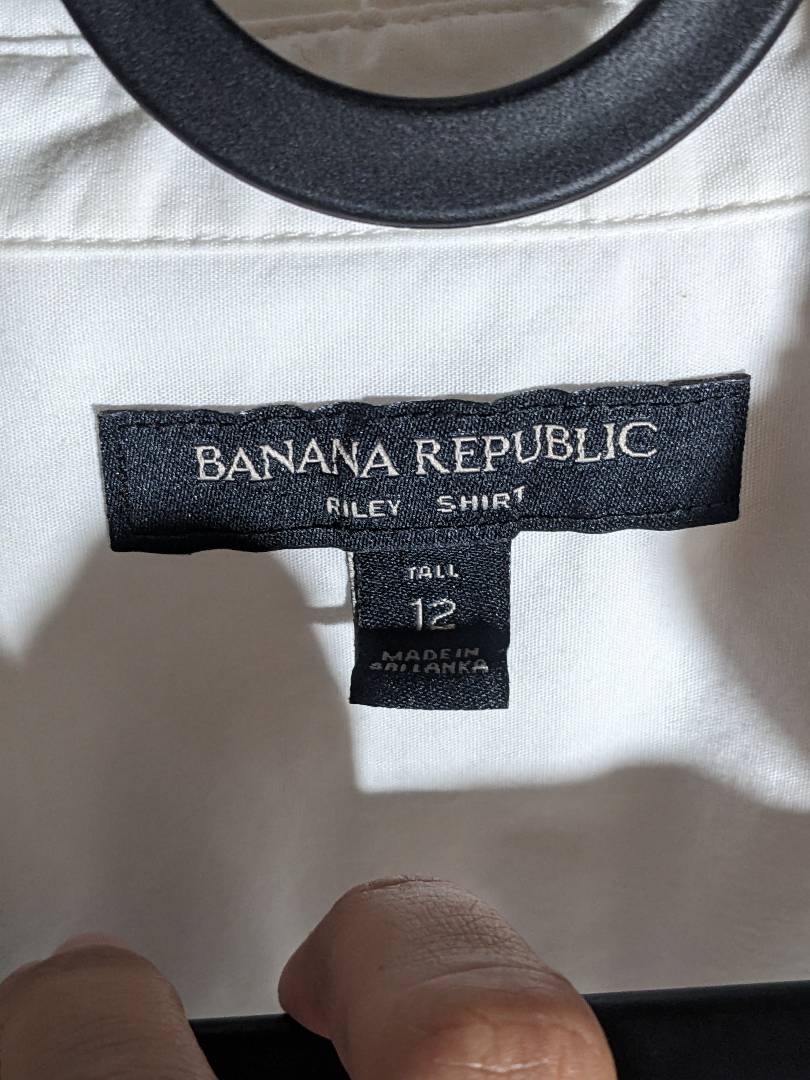 BANANA REPUBLIC
RILEY SHIRT
TALL
12
MADE IN
SRI LANKA